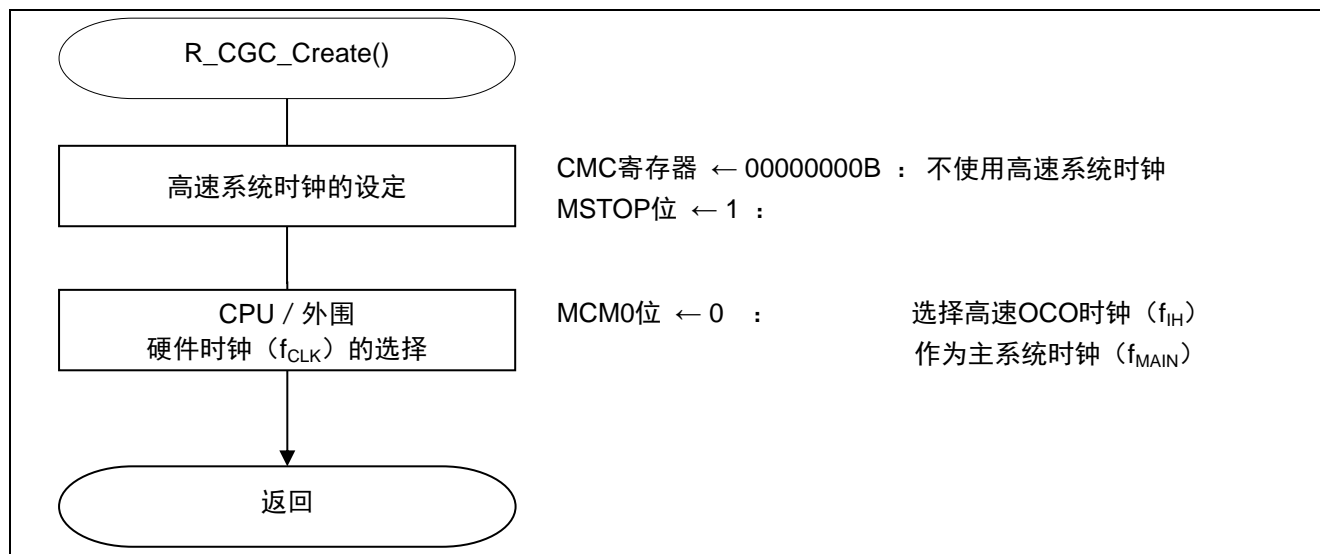 R_CGC_Create()
高速系统时钟的设定
CMC寄存器 ← 00000000B ： 不使用高速系统时钟
MSTOP位 ← 1 ：
CPU / 外围
硬件时钟（fCLK）的选择
MCM0位 ← 0 ： 选择高速OCO时钟（fIH）
作为主系统时钟（fMAIN）
返回